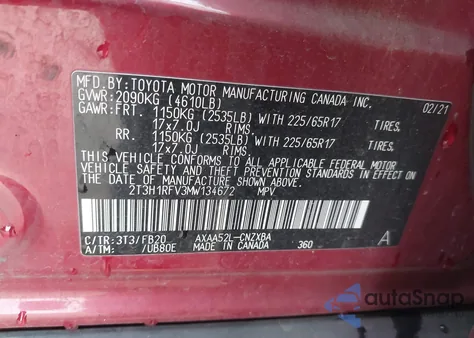 MFD.BY:TOYOTA MOTOR MANUFACTURING CANADA INC.
GVWR:2090KG (4610LB) 02/21
GAWR:FRT. 1150KG (2535LB) WITH 225/65R17 TIRES,
17x7.0J RIMS,
RR. 1150KG (2535LB) WITH 225/65R17 TIRES,
17x7.0J RIMS,
THIS VEHICLE CONFORMS TO ALL APPLICABLE FEDERAL MOTOR
VEHICLE SAFETY AND THEFT PREVENTION STANDARDS IN
EFFECT ON THE DATE OF MANUFACTURE SHOWN ABOVE.
2T3H1RFV3MW134672 MPV
C/TR:3T3/FB20 AXAA52L-CNZXBA
A/TM: /UB80E MADE IN CANADA 360 A
autoSnap